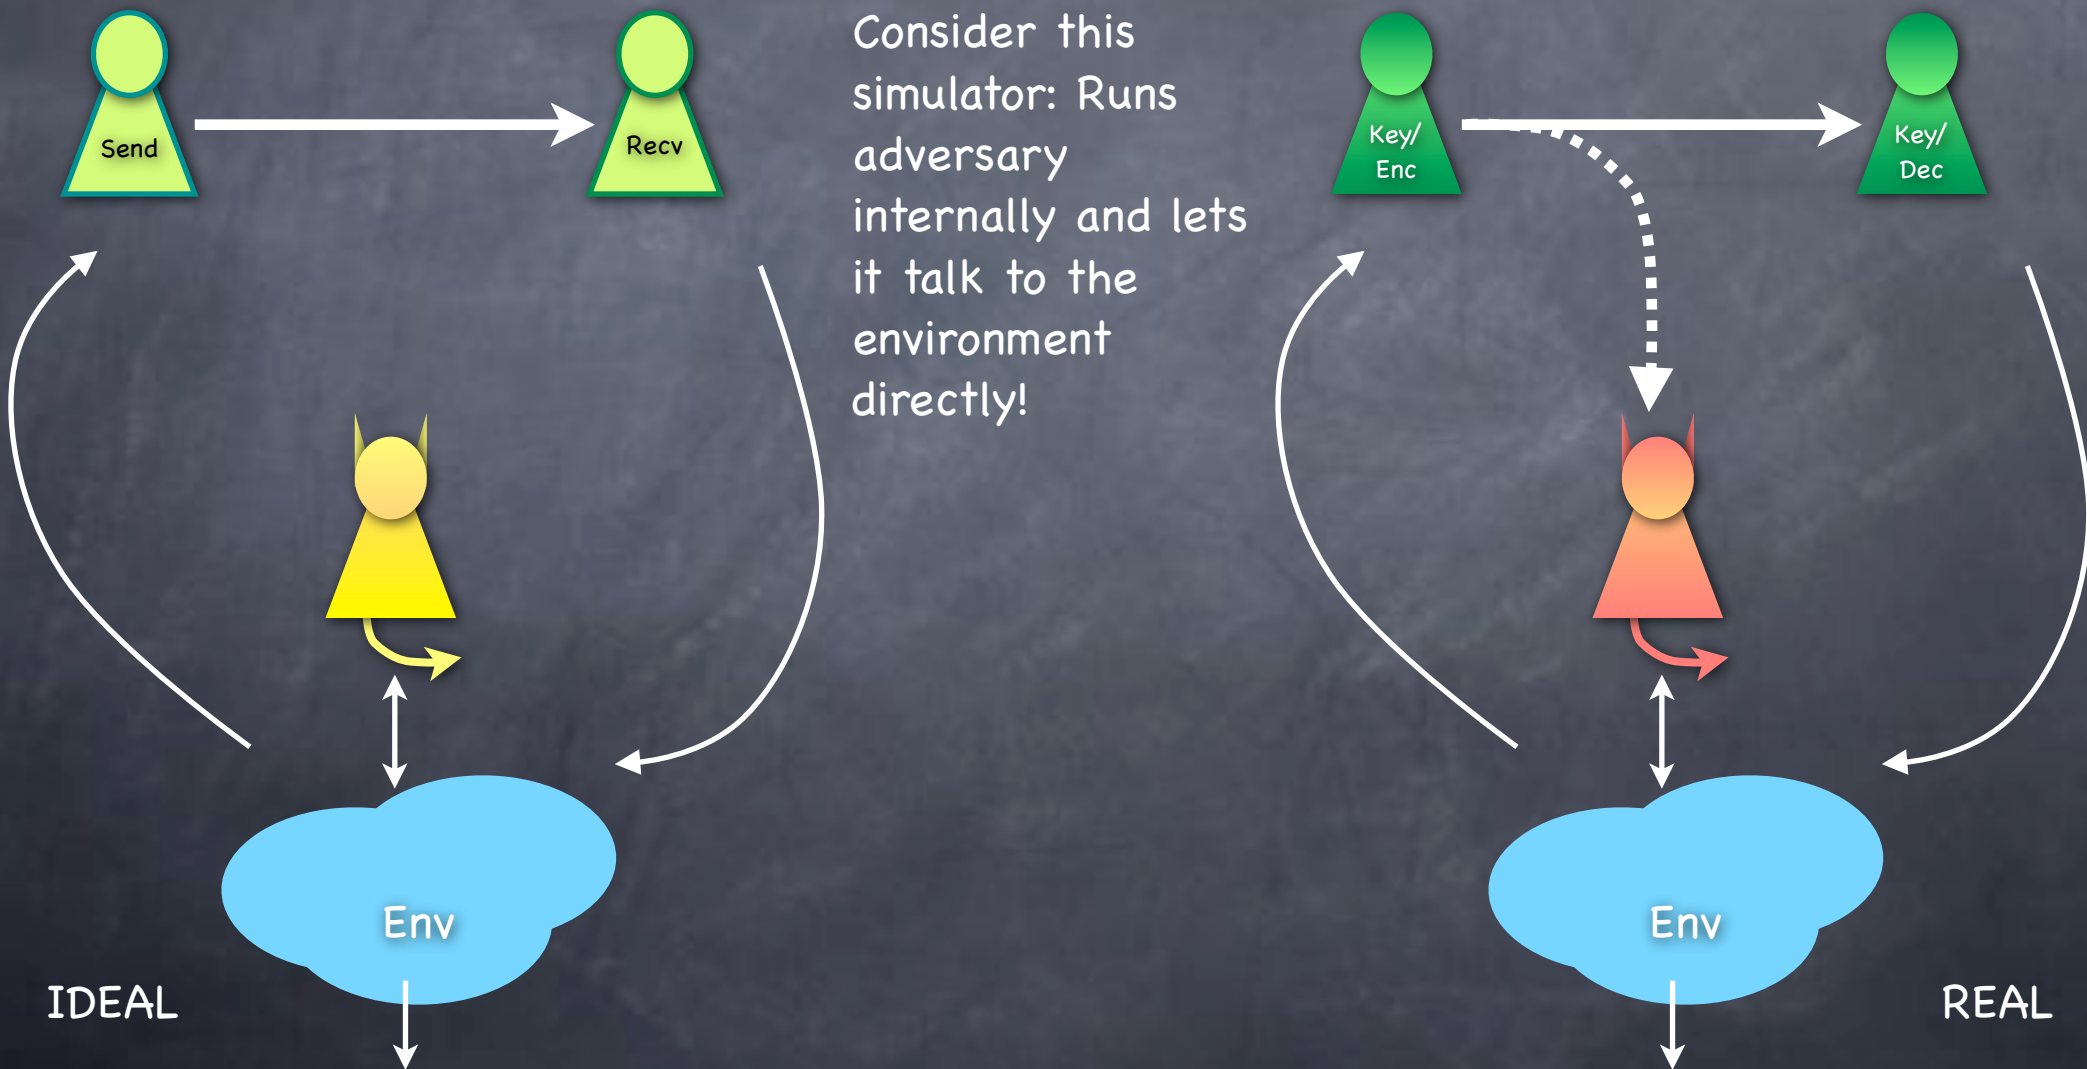 Send
Recv
Consider this
simulator: Runs
adversary
internally and lets
it talk to the
environment
directly!
Key/
Enc
Key/
Dec
Env
Env
IDEAL
REAL